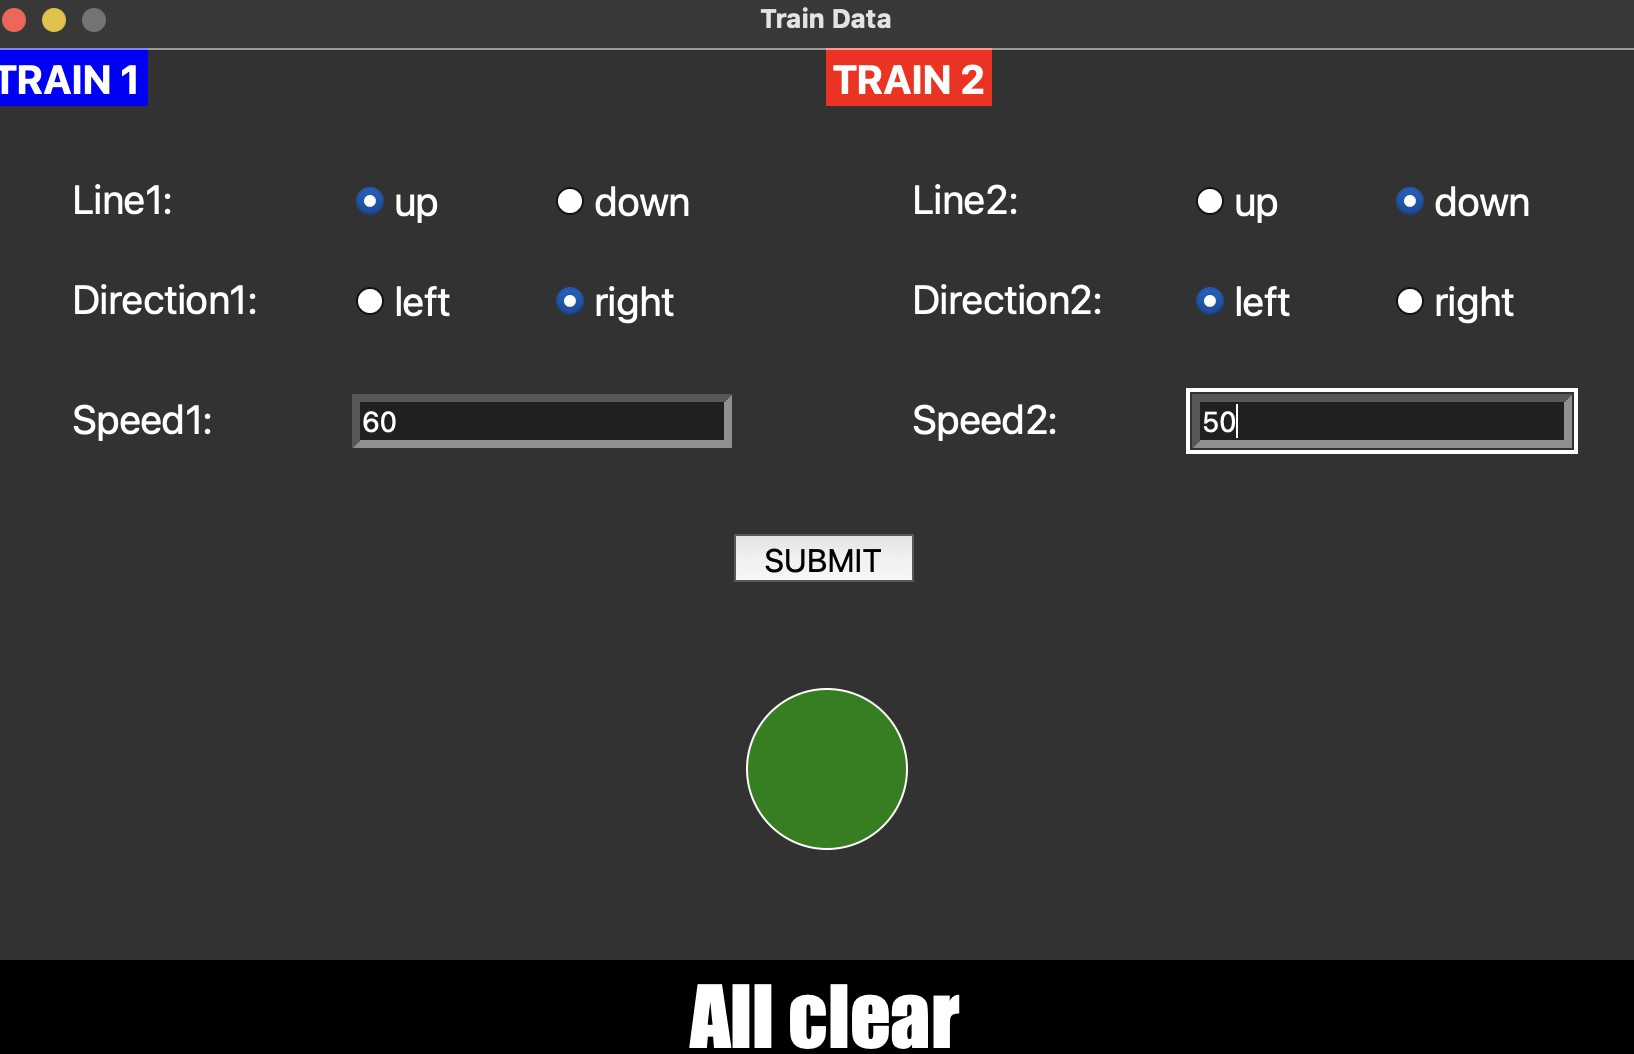 Train Data
TRAIN 1 TRAIN 2
Line1: up down Line2: up down
Direction1: left right Direction2: left right
Speed1: 60 Speed2: 50
SUBMIT
All clear